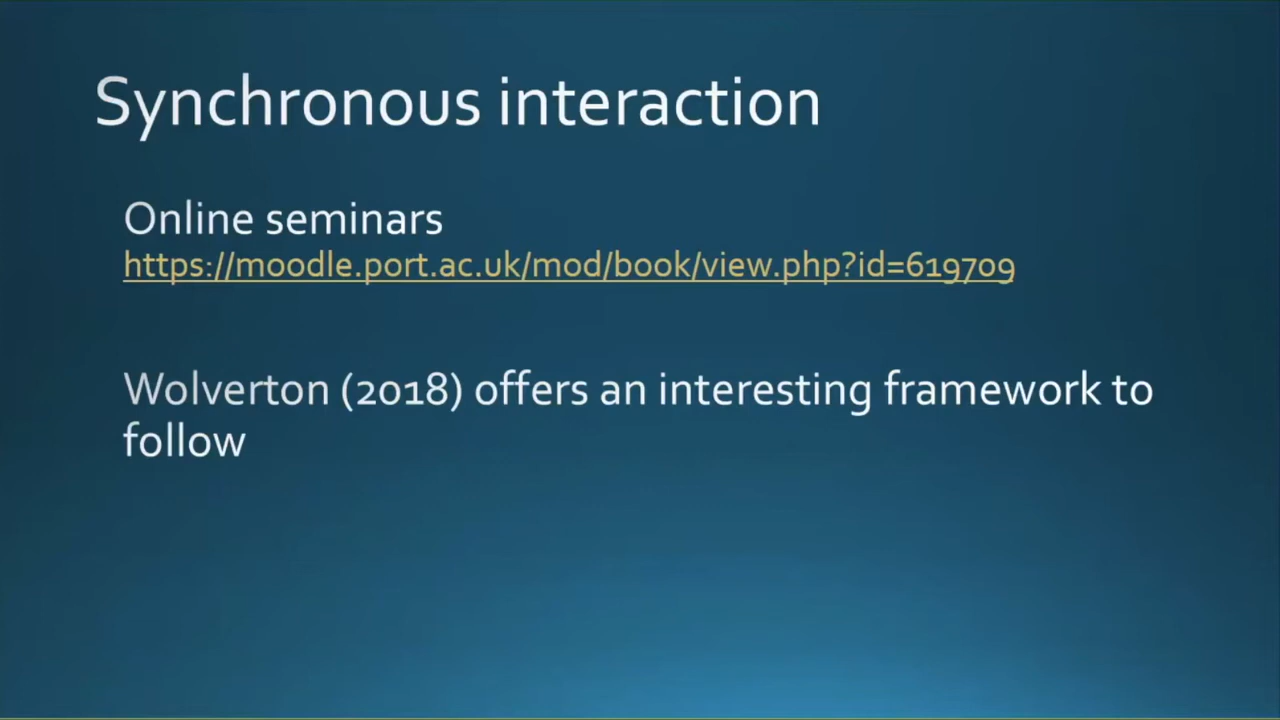 Synchronous interaction
Online seminars
https://moodle.port.ac.uk/mod/book/view.php?id=619709
Wolverton (2018) offers an interesting framework to
follow